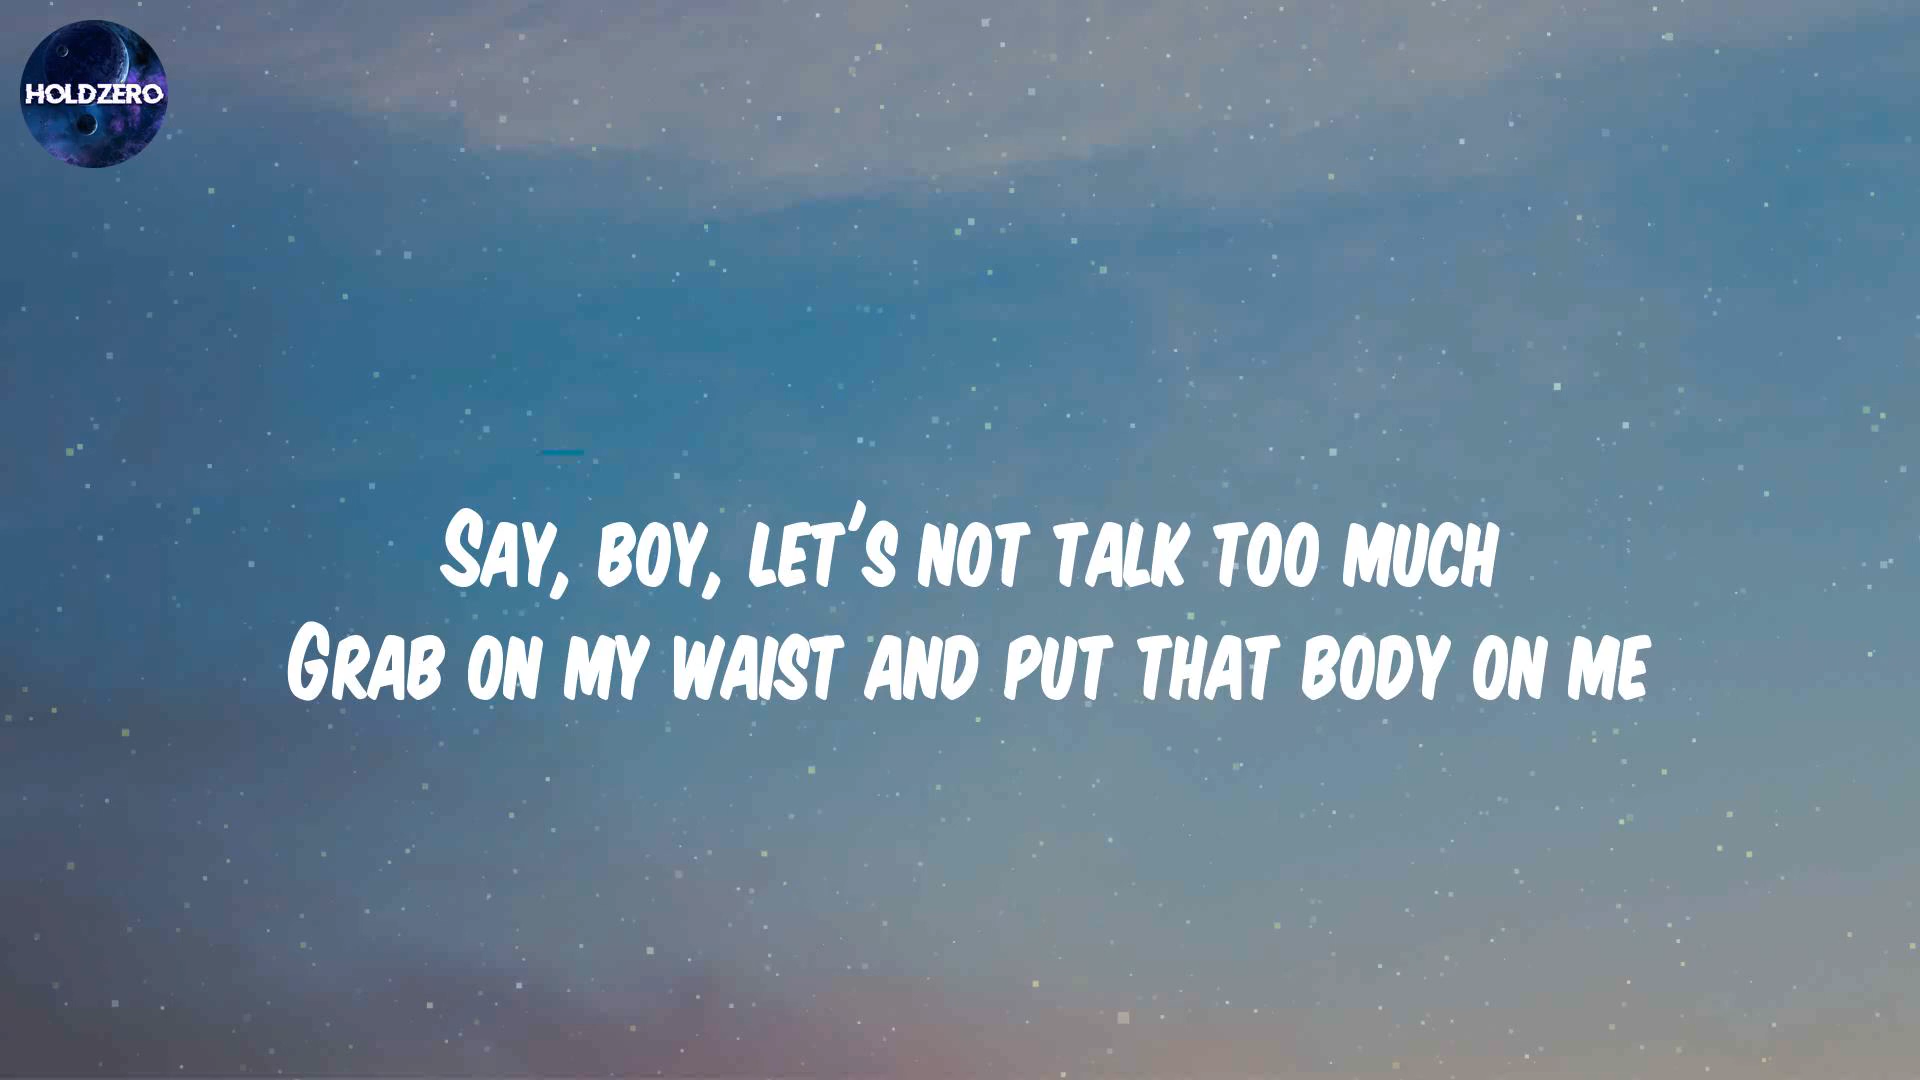 HOLDZERO
Say, boy, let's not talk too much
Grab on my waist and put that body on me